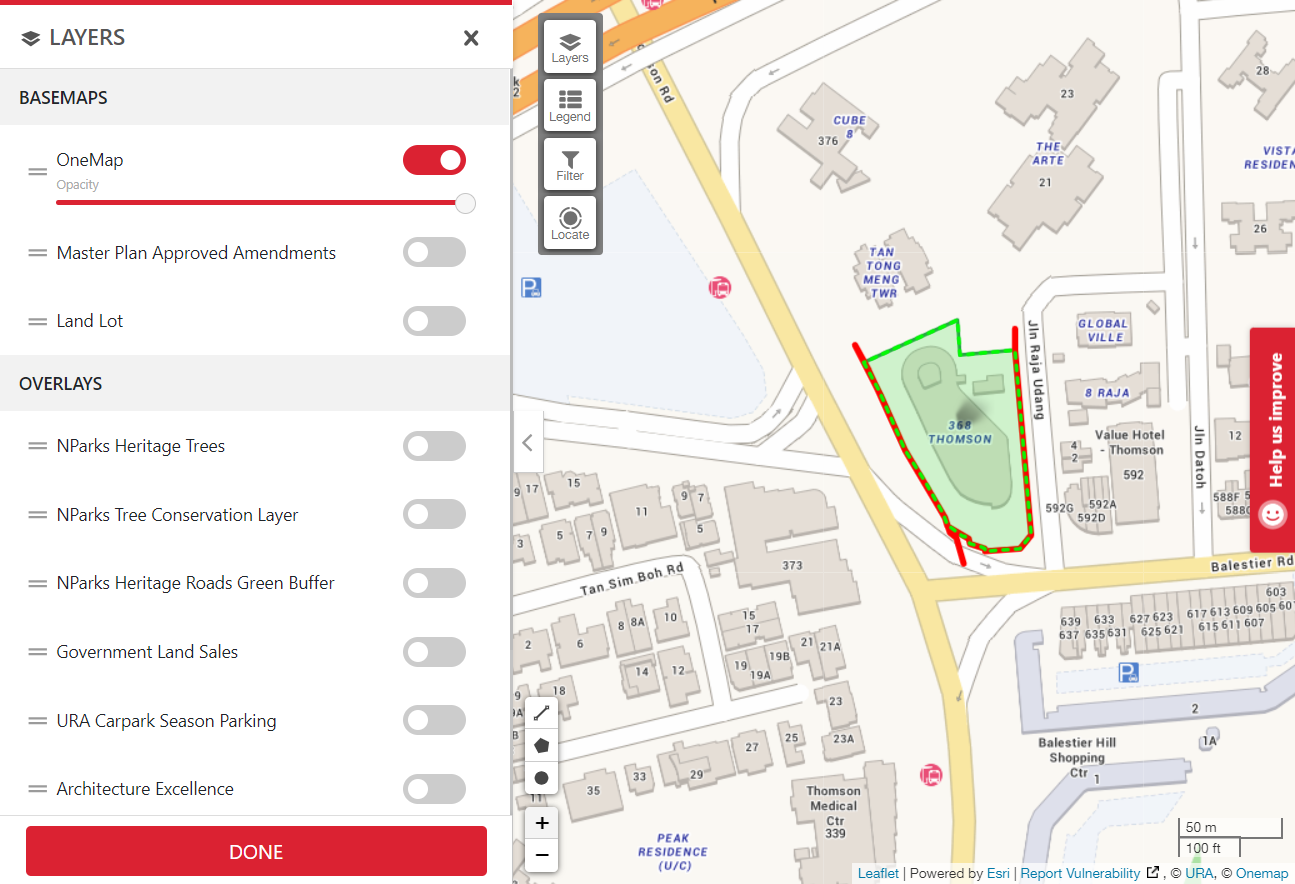 LAYERS
BASEMAPS
OneMap
Opacity
Master Plan Approved Amendments
Land Lot
OVERLAYS
NParks Heritage Trees
NParks Tree Conservation Layer
NParks Heritage Roads Green Buffer
Government Land Sales
URA Carpark Season Parking
Architecture Excellence
DONE
Layers
Legend
Filter
Locate
son Rd
CUBE
8
376
23
THE
ARTE
21
28
VISTA
RESIDEN
26
TAN
TONG
MENG
TWR
GLOBAL
VILLE
Jln Raja Udang
8 RAJA
368
THOMSON
Value Hotel
- Thomson
592
4
2
592G
592A
592D
Jln Datoh
12
588F
588G
Help us improve
Balestier Rd
9 17
15
11
9
7
5
3
5
7
9
373
Tan Sim Boh Rd
2
6
8
8A
10
15
17
14
12
19
19A
19B
21
21A
18
23
23A
25
27
29
33
35
11
603
639
633
627 623
617 613 609 605 601
637 635 631
625 621
615 611 607
2
1A
Balestier Hill
Shopping
Ctr
1
Thomson
Medical
Ctr
339
PEAK
RESIDENCE
(U/C)
+
−
50 m
100 ft
Leaflet | Powered by Esri | Report Vulnerability , © URA, © Onemap